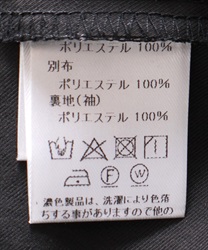 ポリエステル 100%
別布
ポリエステル 100%
裏地(袖)
ポリエステル 100%
F W
濃色製品は、洗濯により色落
ちする事がありますので他の